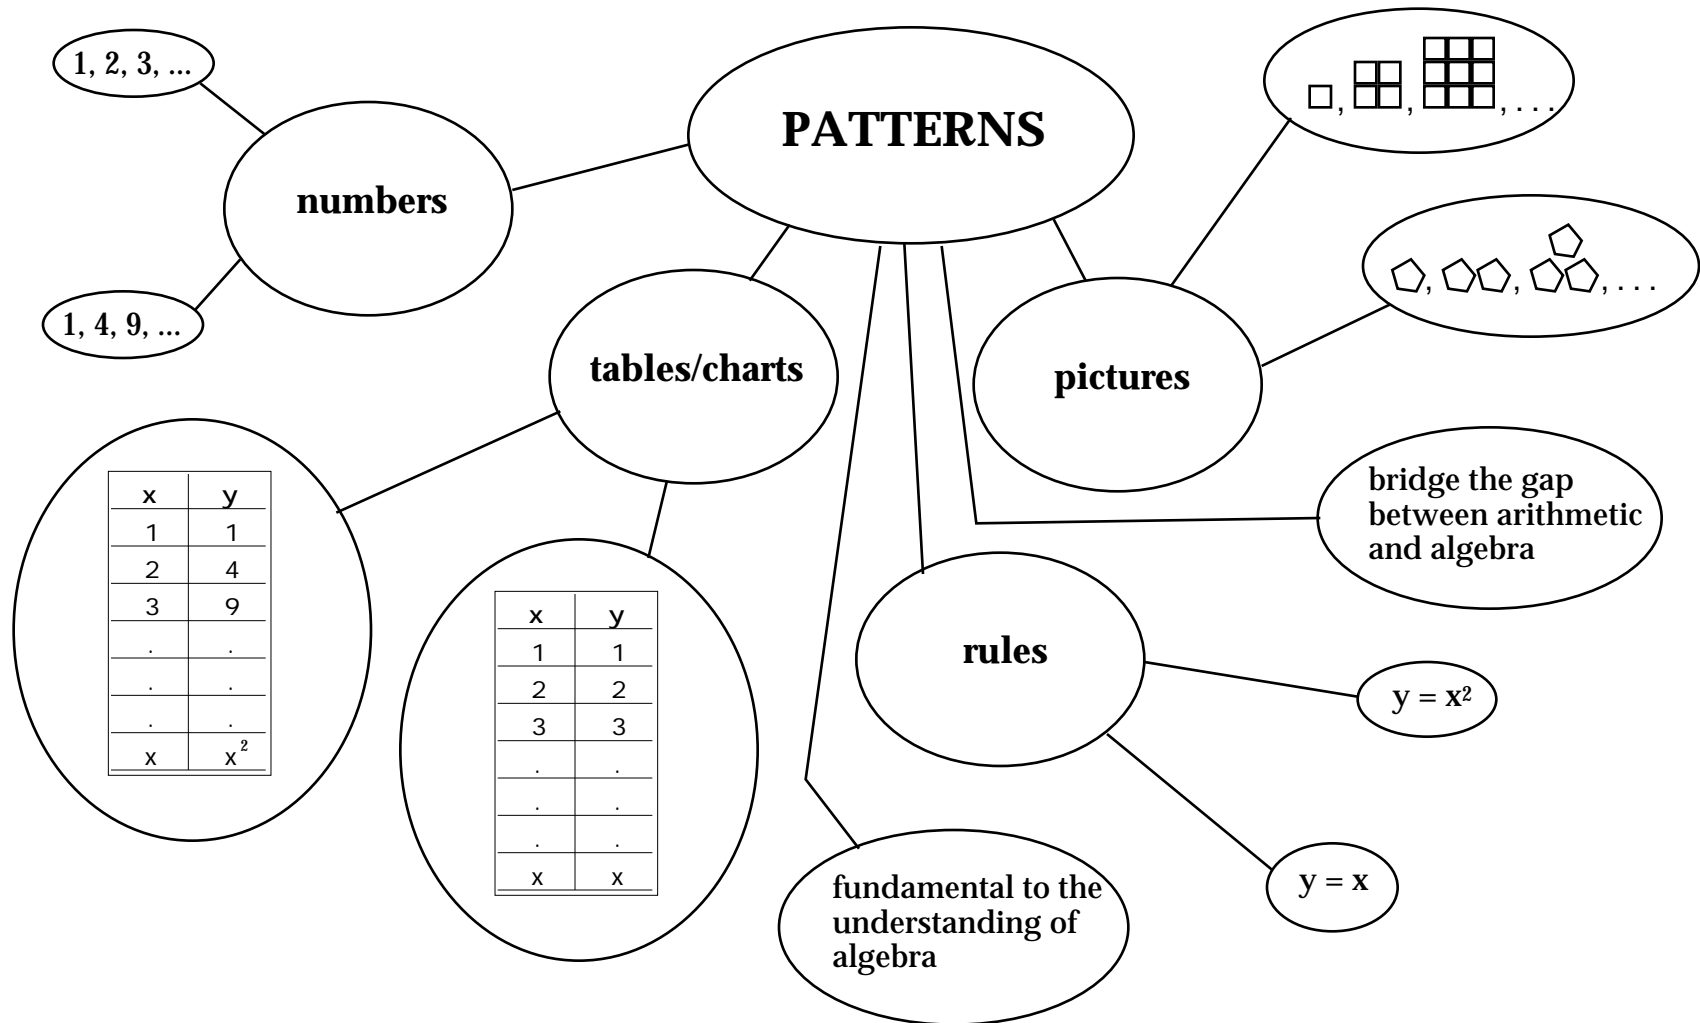 PATTERNS
numbers
1, 2, 3, ...
1, 4, 9, ...
tables/charts
x y
1 1
2 4
3 9
. .
. .
. .
x x²
x y
1 1
2 2
3 3
. .
. .
. .
x x
pictures
, , , . . .
, , , . . .
bridge the gap
between arithmetic
and algebra
rules
y = x²
y = x
fundamental to the
understanding of
algebra